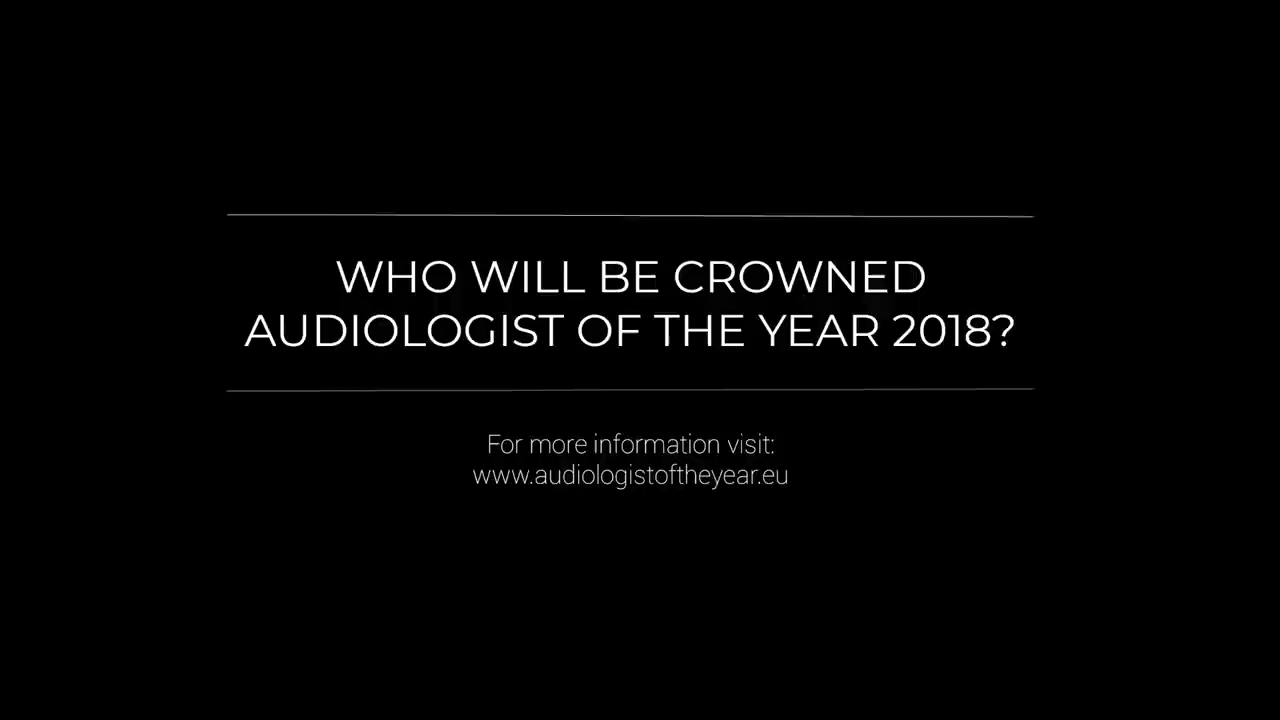 WHO WILL BE CROWNED
AUDIOLOGIST OF THE YEAR 2018?
For more information visit:
www.audiologistoftheyear.eu